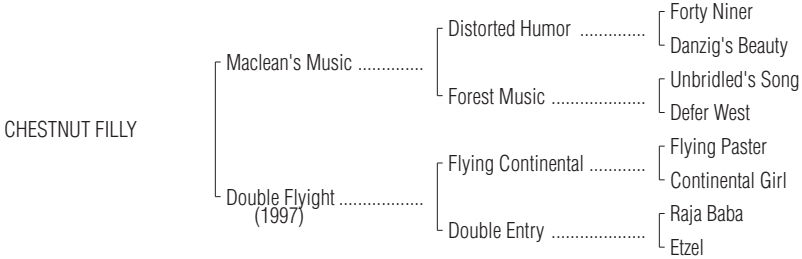 Forty Niner
Distorted Humor ..............
Danzig's Beauty
Maclean's Music ..............
Unbridled's Song
Forest Music ....................
Defer West
CHESTNUT FILLY
Flying Paster
Flying Continental ............
Continental Girl
Double Flyight ..................
(1997)
Raja Baba
Double Entry ....................
Etzel